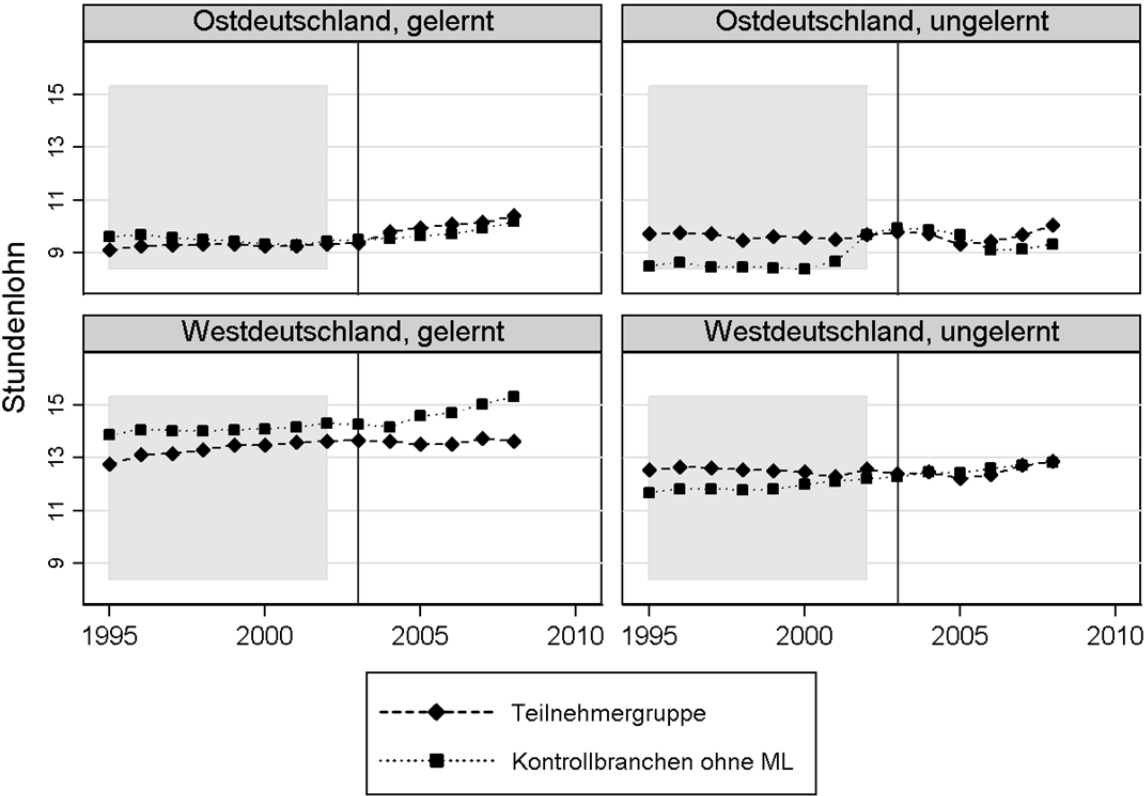 Ostdeutschland, gelernt
Ostdeutschland, ungelernt
15
13
11
9
Westdeutschland, gelernt
Westdeutschland, ungelernt
15
13
11
9
Stundenlohn
1995 2000 2005 2010
1995 2000 2005 2010
Teilnehmergruppe
Kontrollbranchen ohne ML